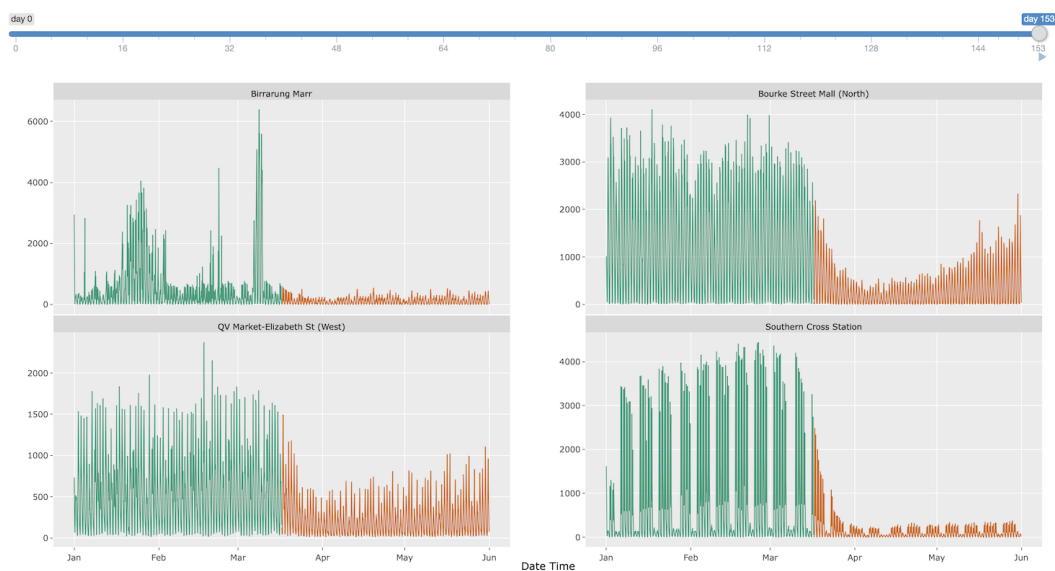 day 0 day 153
0 16 32 48 64 80 96 112 128 144 153
Birrarung Marr
6000
4000
2000
0
Bourke Street Mall (North)
4000
3000
2000
1000
0
QV Market-Elizabeth St (West)
2000
1500
1000
500
0
Jan Feb Mar Apr May Jun
Southern Cross Station
4000
3000
2000
1000
0
Jan Feb Mar Apr May Jun
Date Time